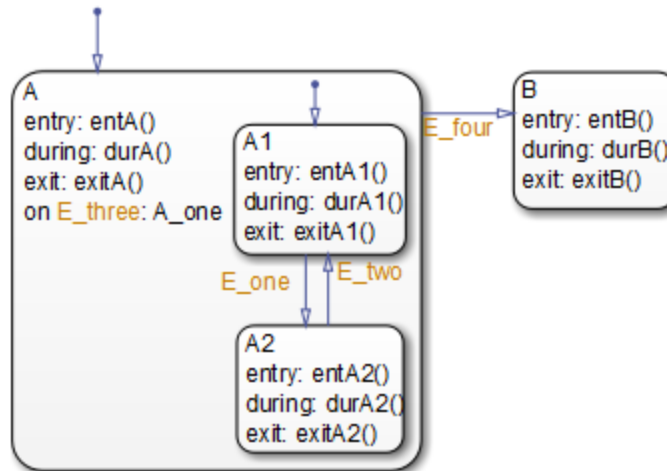 A
entry: entA()
during: durA()
exit: exitA()
on E_three: A_one
A1
entry: entA1()
during: durA1()
exit: exitA1()
E_one
E_two
A2
entry: entA2()
during: durA2()
exit: exitA2()
E_four
B
entry: entB()
during: durB()
exit: exitB()